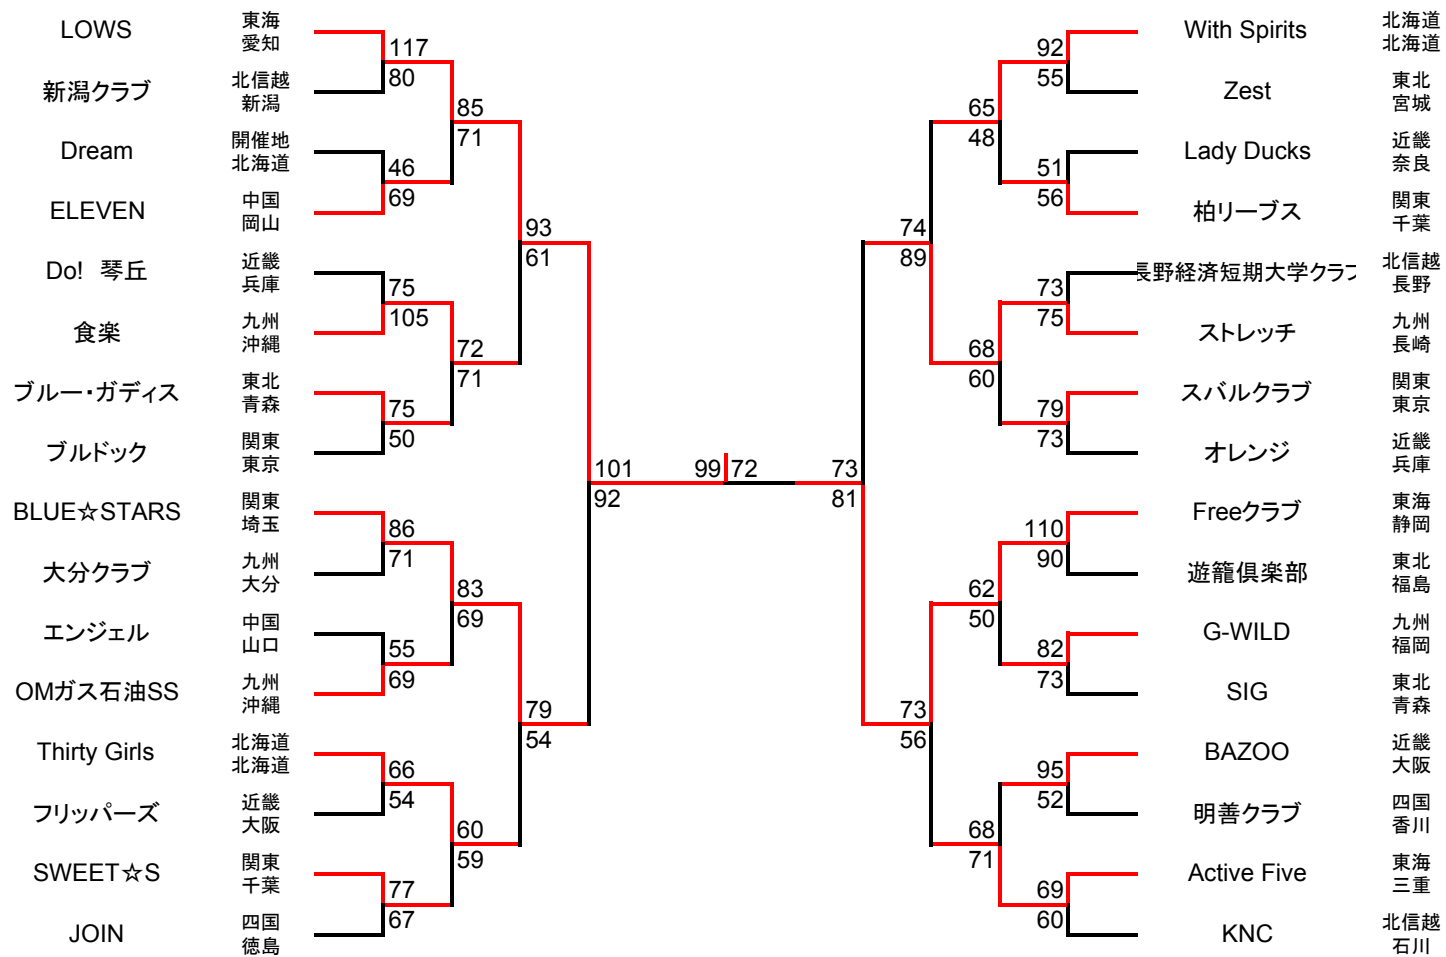 LOWS 東海 愛知
117
80
新潟クラブ 北信越 新潟
85
71
Dream 開催地 北海道
46
69
ELEVEN 中国 岡山
93
61
Do! 琴丘 近畿 兵庫
75
105
食楽 九州 沖縄
72
71
ブルー・ガディス 東北 青森
75
50
ブルドック 関東 東京
101
92
99 72
BLUE☆STARS 関東 埼玉
86
71
大分クラブ 九州 大分
83
69
エンジェル 中国 山口
55
69
OMガス石油SS 九州 沖縄
79
54
Thirty Girls 北海道 北海道
66
54
フリッパーズ 近畿 大阪
60
59
SWEET☆S 関東 千葉
77
67
JOIN 四国 徳島
With Spirits 北海道 北海道
92
55
Zest 東北 宮城
65
48
Lady Ducks 近畿 奈良
51
56
柏リーブス 関東 千葉
74
89
長野経済短期大学クラブ 北信越 長野
73
75
ストレッチ 九州 長崎
68
60
スバルクラブ 関東 東京
79
73
オレンジ 近畿 兵庫
73
81
Freeクラブ 東海 静岡
110
90
遊籠倶楽部 東北 福島
62
50
G-WILD 九州 福岡
82
73
SIG 東北 青森
73
56
BAZOO 近畿 大阪
95
52
明善クラブ 四国 香川
68
71
Active Five 東海 三重
69
60
KNC 北信越 石川